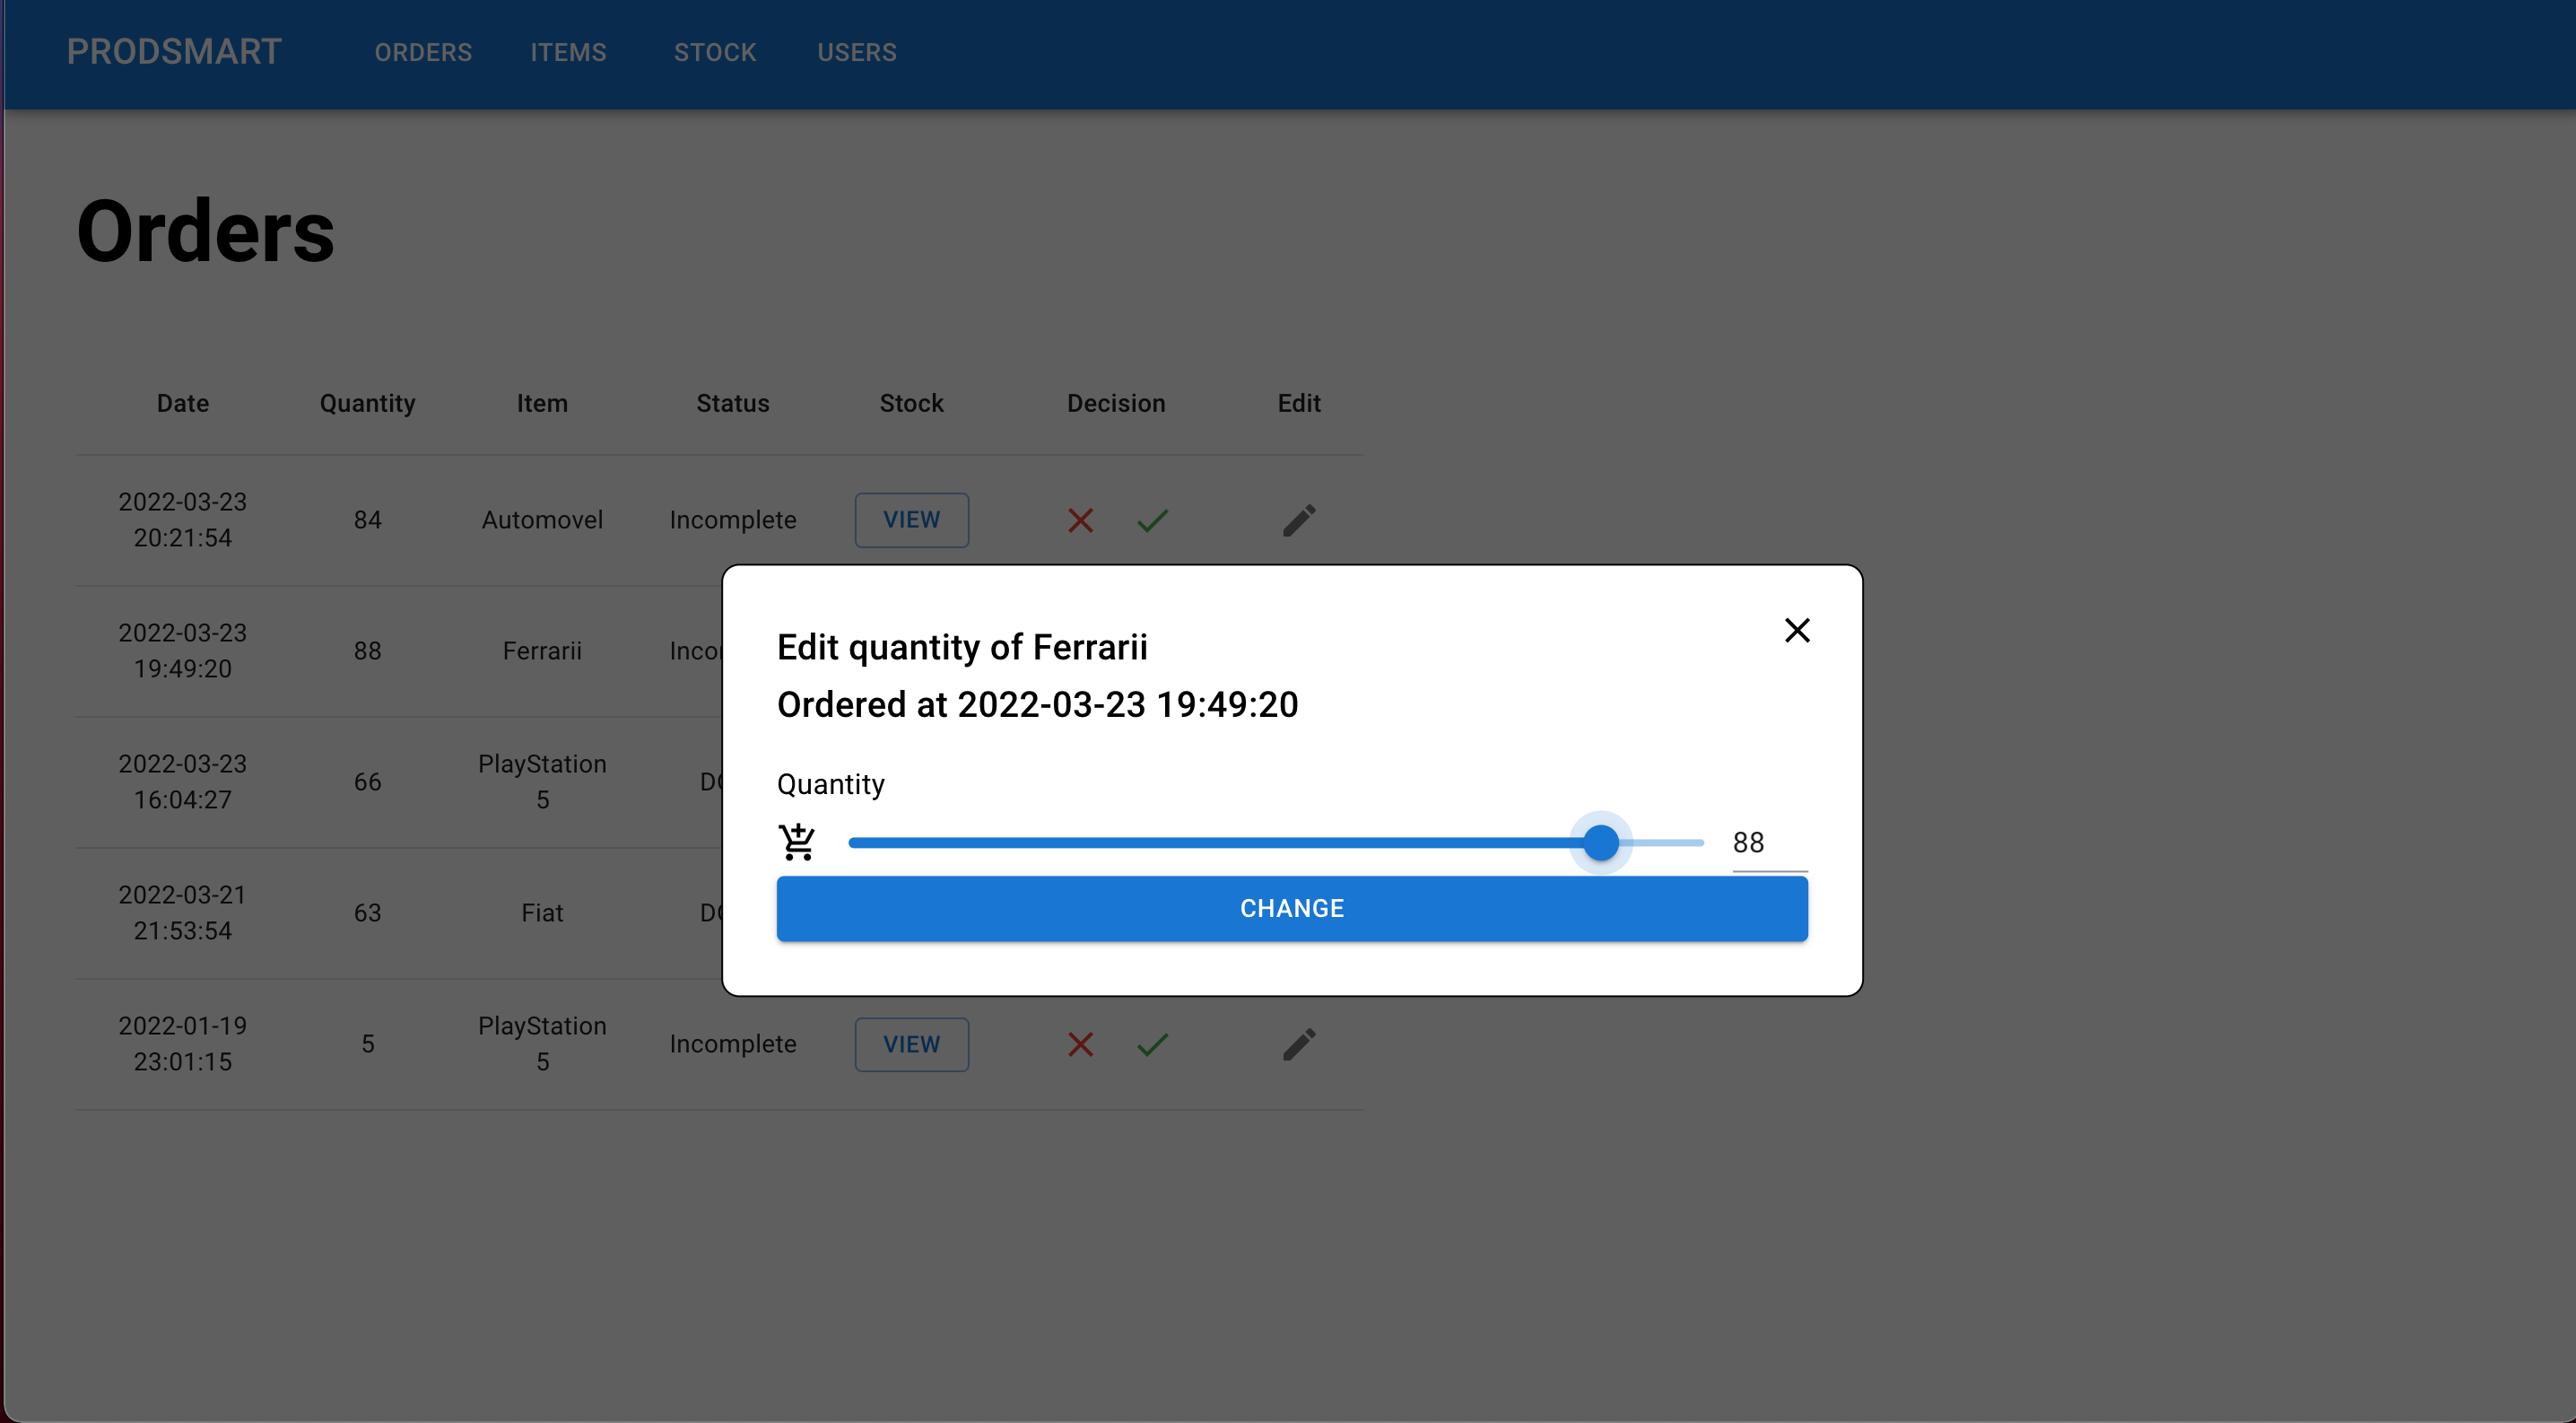 PRODSMART ORDERS ITEMS STOCK USERS
Orders
Date Quantity Item Status Stock Decision Edit
2022-03-23
20:21:54
84 Automovel Incomplete VIEW
2022-03-23
19:49:20
88 Ferrarii
2022-03-23
16:04:27
66
PlayStation
5
2022-03-21
21:53:54
63 Fiat
2022-01-19
23:01:15
5
PlayStation
5
Incomplete VIEW
Edit quantity of Ferrarii
Ordered at 2022-03-23 19:49:20
Quantity
88
CHANGE